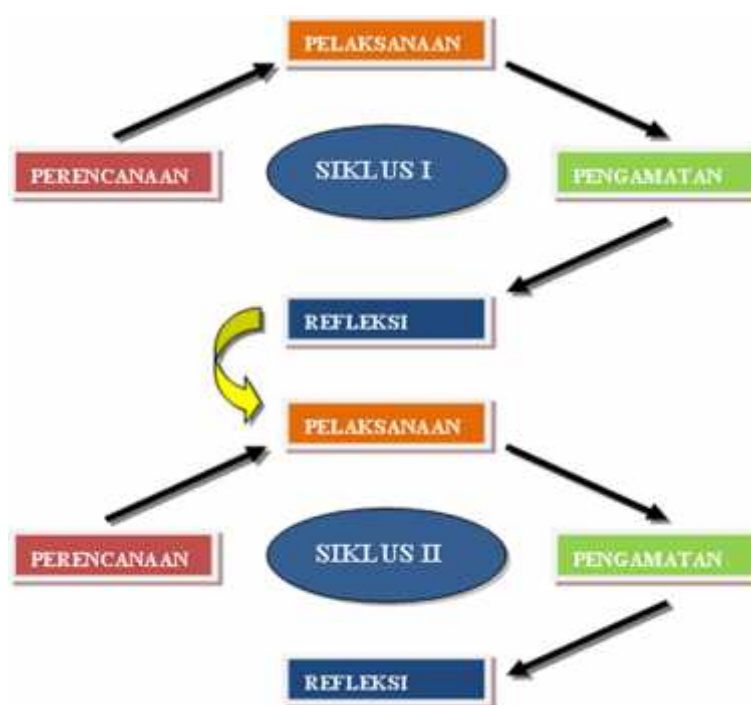 PELAKSANAAN
PERENCANAAN
SIKLUS I
PENGAMATAN
REFLEKSI
PELAKSANAAN
PERENCANAAN
SIKLUS II
PENGAMATAN
REFLEKSI